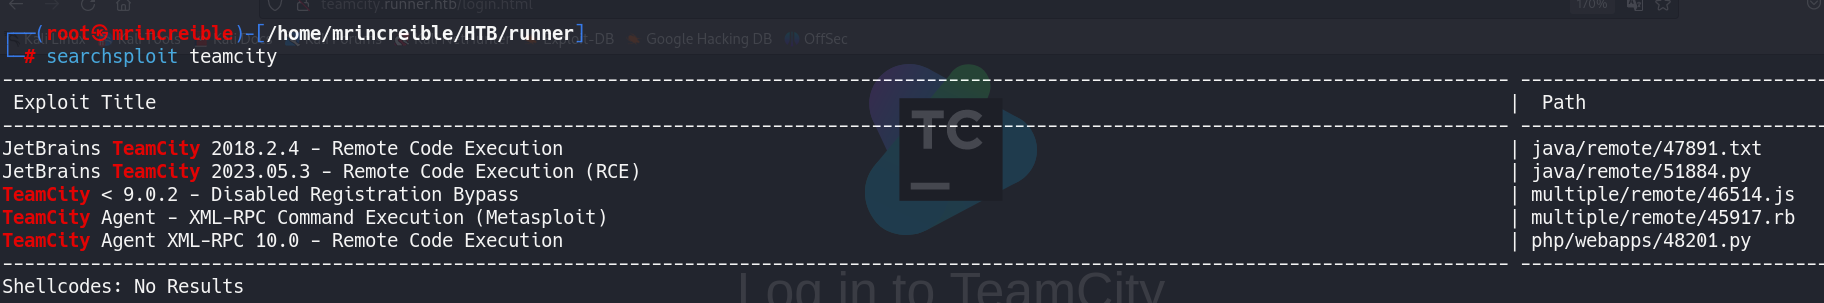 teamcity.runner.htb/login.html 170%
┌──(root㉿mrincreible)-[/home/mrincreible/HTB/runner]
Google Hacking DB OffSec
└─# searchsploit teamcity
Exploit Title | Path
JetBrains TeamCity 2018.2.4 - Remote Code Execution | java/remote/47891.txt
JetBrains TeamCity 2023.05.3 - Remote Code Execution (RCE) | java/remote/51884.py
TeamCity < 9.0.2 - Disabled Registration Bypass | multiple/remote/46514.js
TeamCity Agent - XML-RPC Command Execution (Metasploit) | multiple/remote/45917.rb
TeamCity Agent XML-RPC 10.0 - Remote Code Execution | php/webapps/48201.py
TC
Shellcodes: No Results
Log in to TeamCity